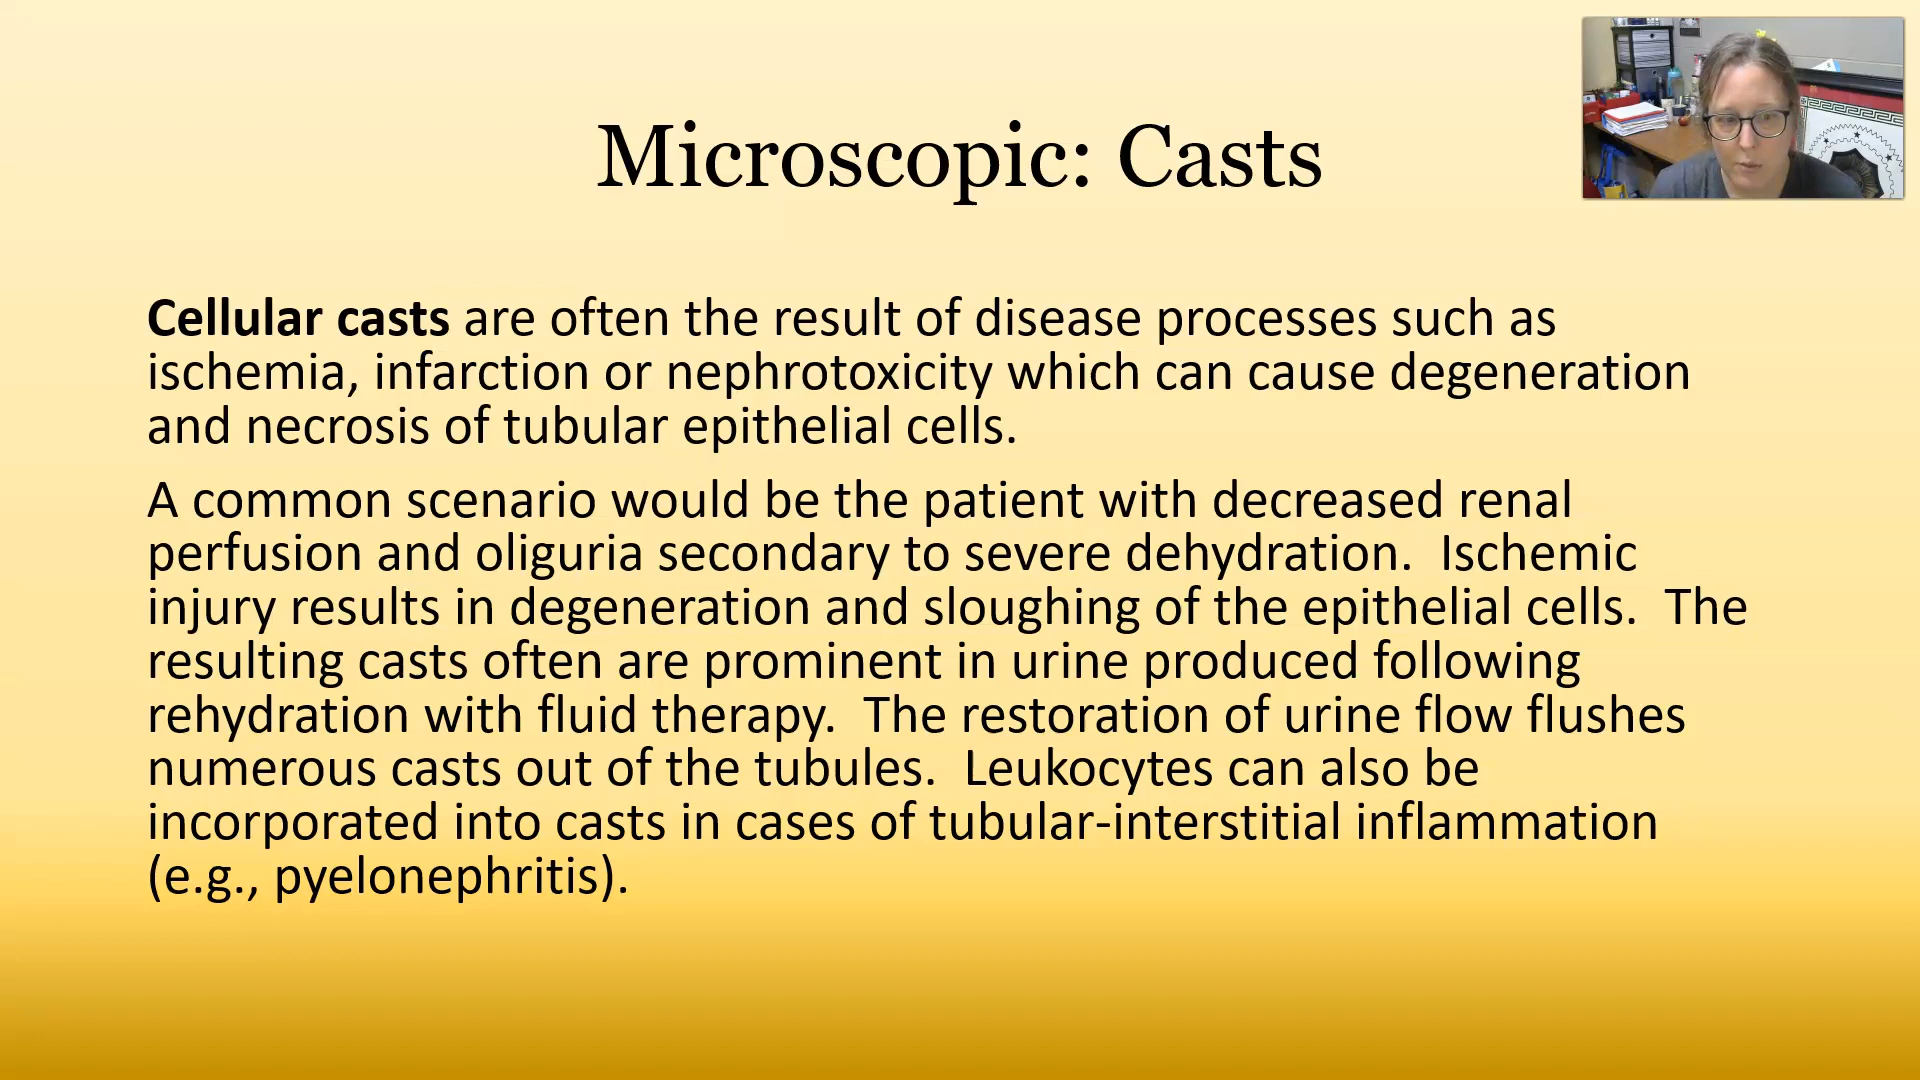 Microscopic: Casts
Cellular casts are often the result of disease processes such as
ischemia, infarction or nephrotoxicity which can cause degeneration
and necrosis of tubular epithelial cells.
A common scenario would be the patient with decreased renal
perfusion and oliguria secondary to severe dehydration.  Ischemic
injury results in degeneration and sloughing of the epithelial cells.  The
resulting casts often are prominent in urine produced following
rehydration with fluid therapy.  The restoration of urine flow flushes
numerous casts out of the tubules.  Leukocytes can also be
incorporated into casts in cases of tubular-interstitial inflammation
(e.g., pyelonephritis).